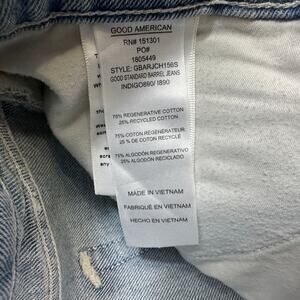 GOOD AMERICAN
RN# 151301
PO#
1805449
STYLE: GBARJCH156S
GOOD STANDARD BARREL JEANS
INDIGO890/ I890
75% REGENERATIVE COTTON
25% RECYCLED COTTON
75% COTON REGENERATEUR
25 % DE COTON RECYCLÉ
75% ALGODÓN REGENERATIVO
25% ALGODÓN RECICLADO
MADE IN VIETNAM
FABRIQUÉ EN VIETNAM
HECHO EN VIETNAM